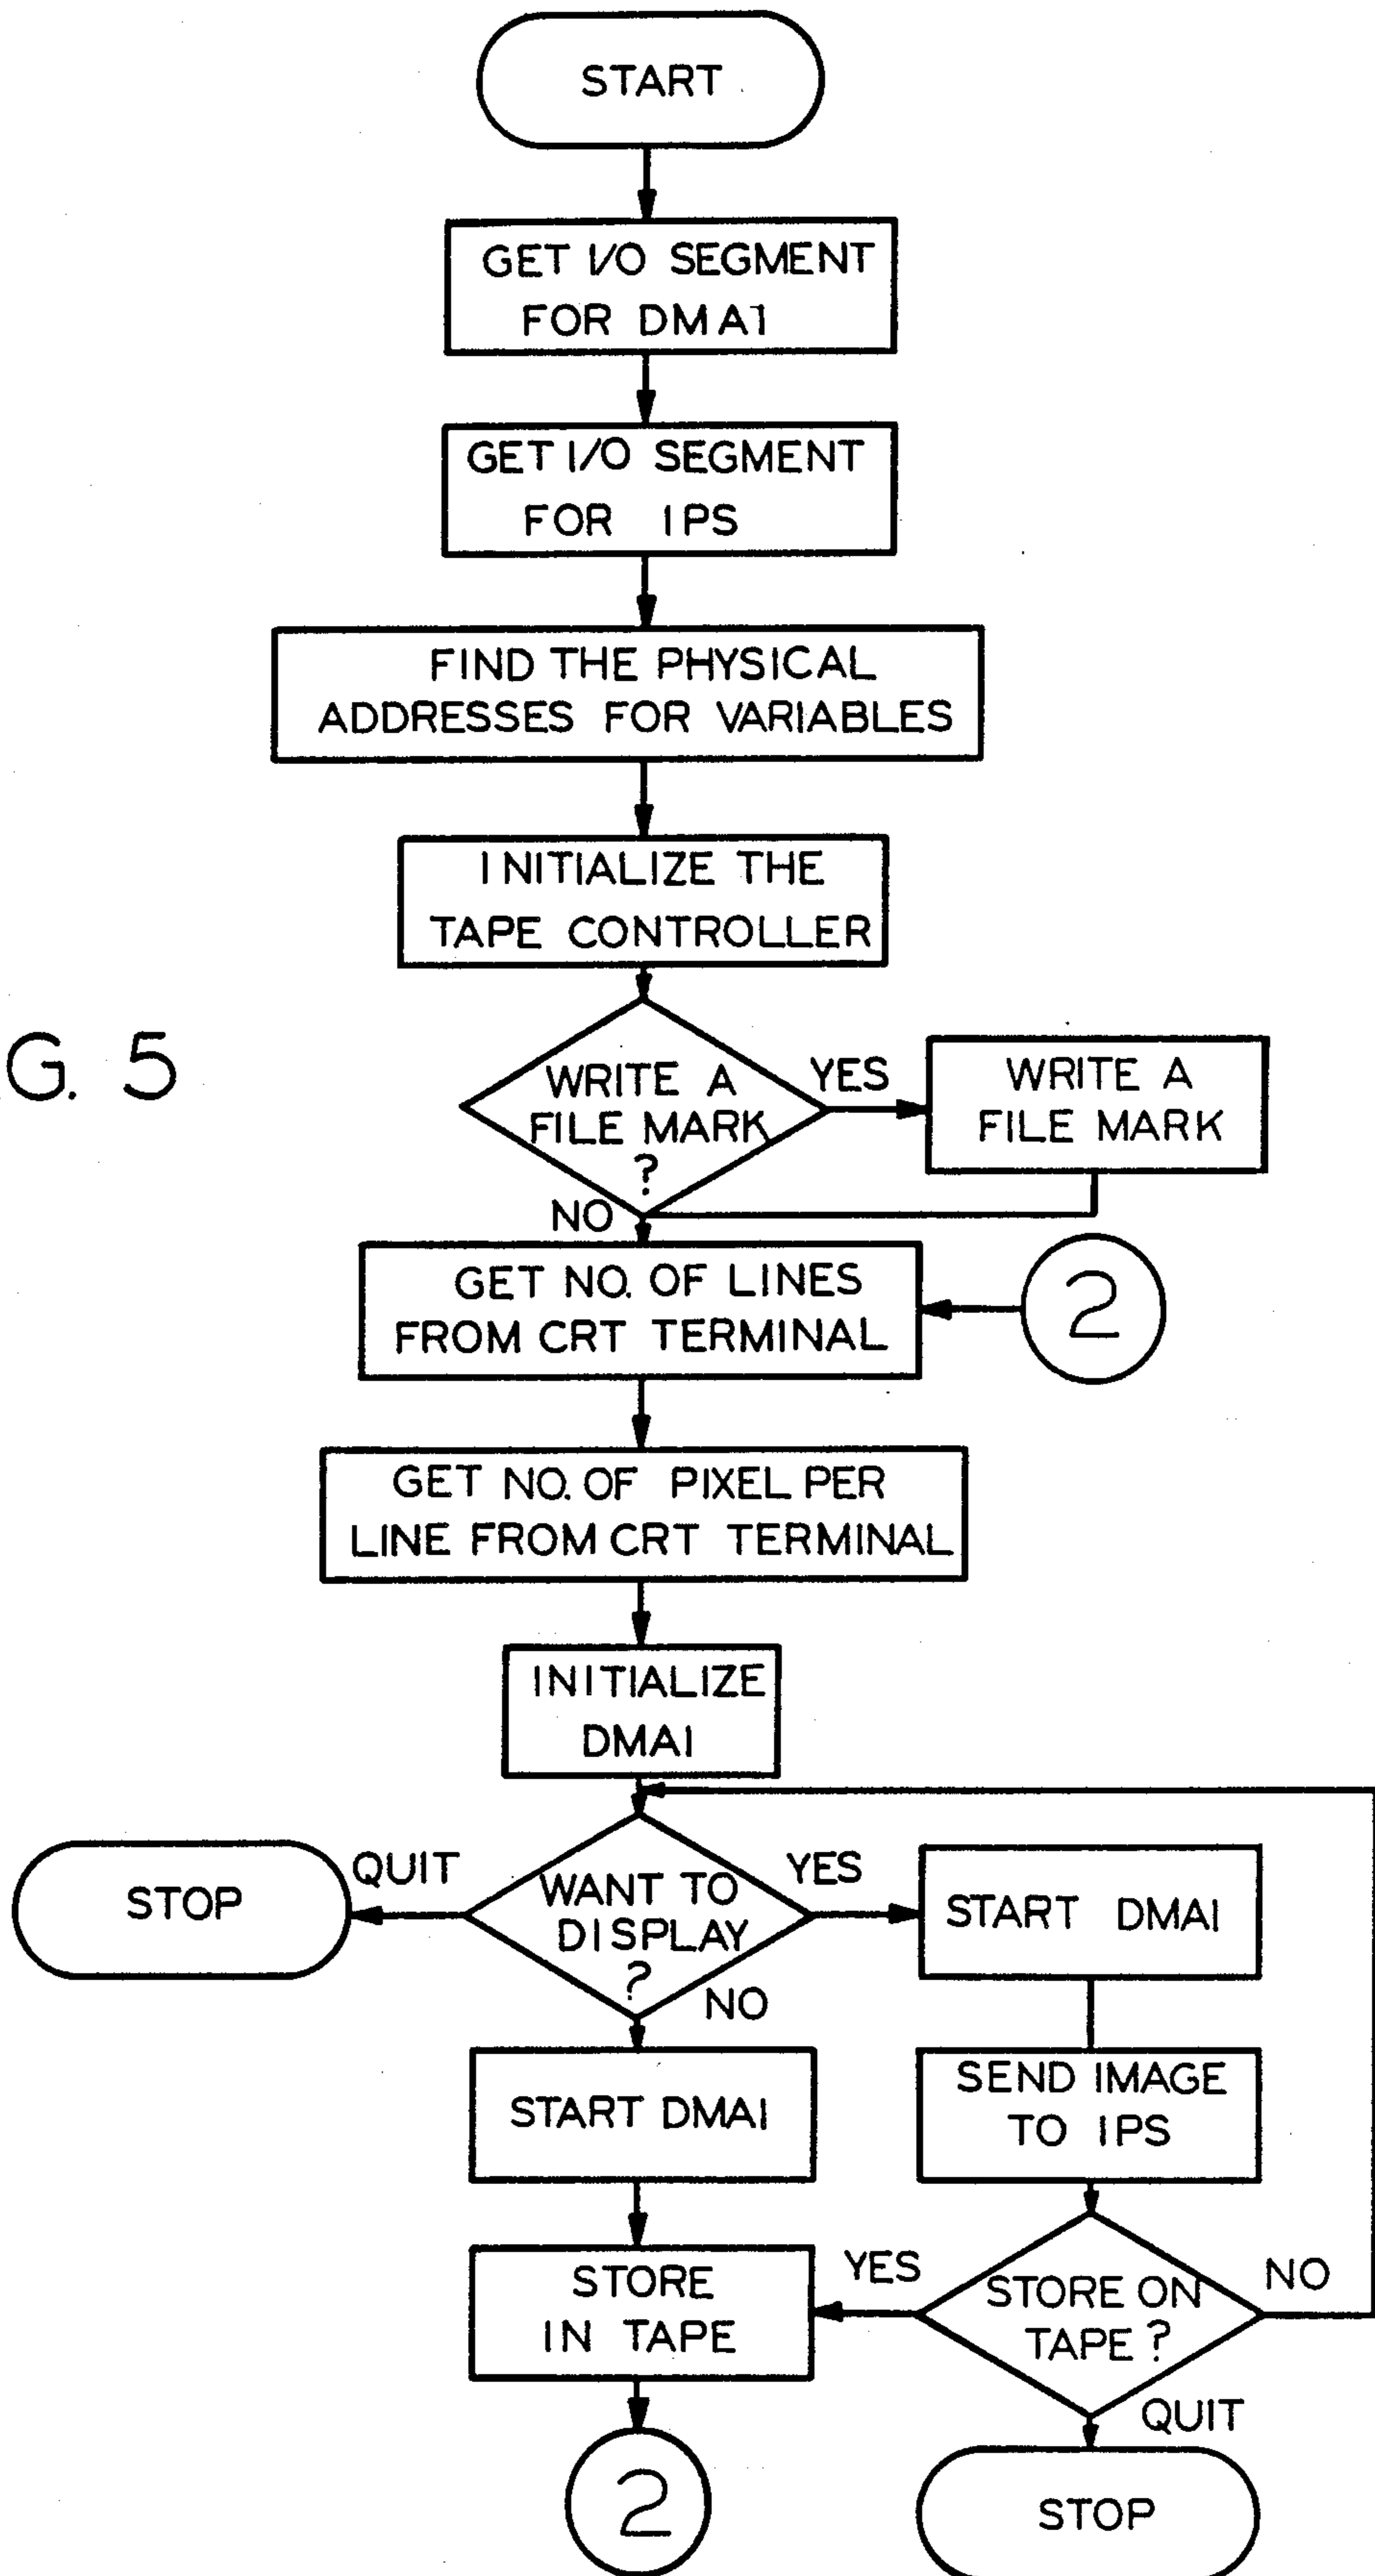 START
GET I/O SEGMENT
FOR DMA1
GET I/O SEGMENT
FOR IPS
FIND THE PHYSICAL
ADDRESSES FOR VARIABLES
INITIALIZE THE
TAPE CONTROLLER
G. 5
WRITE A
FILE MARK
?
YES
WRITE A
FILE MARK
NO
GET NO. OF LINES
FROM CRT TERMINAL
2
GET NO. OF PIXEL PER
LINE FROM CRT TERMINAL
INITIALIZE
DMA1
STOP
QUIT
WANT TO
DISPLAY
?
YES
START DMA1
NO
START DMA1
SEND IMAGE
TO IPS
STORE
IN TAPE
YES
STORE ON
TAPE?
NO
QUIT
2
STOP